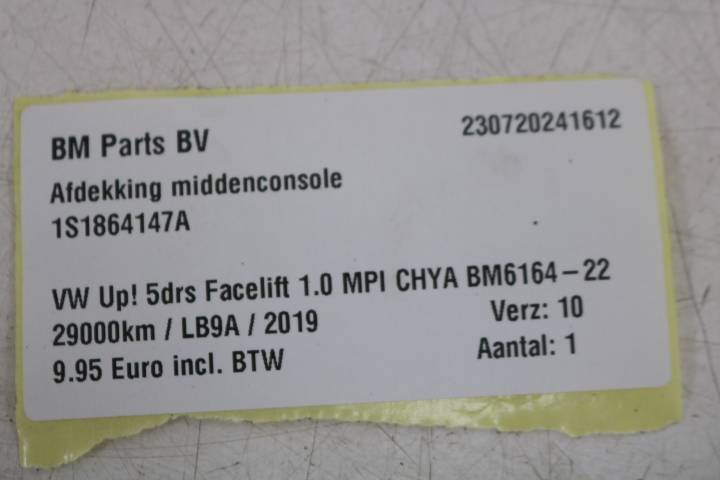 BM Parts BV 230720241612
Afdekking middenconsole
1S1864147A
VW Up! 5drs Facelift 1.0 MPI CHYA BM6164-22
29000km / LB9A / 2019 Verz: 10
9.95 Euro incl. BTW Aantal: 1